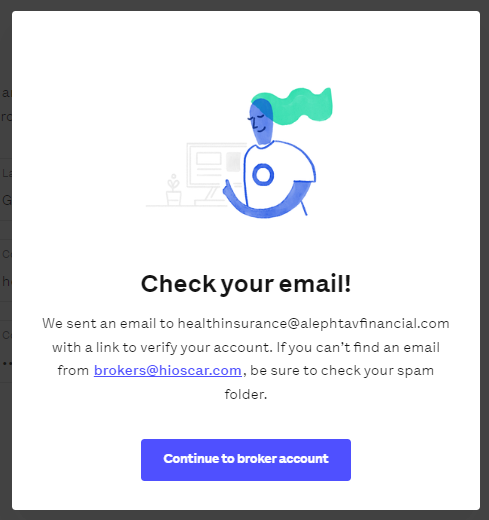 Check your email!
We sent an email to healthinsurance@alephtavfinancial.com
with a link to verify your account. If you can’t find an email
from brokers@hioscar.com, be sure to check your spam
folder.
Continue to broker account